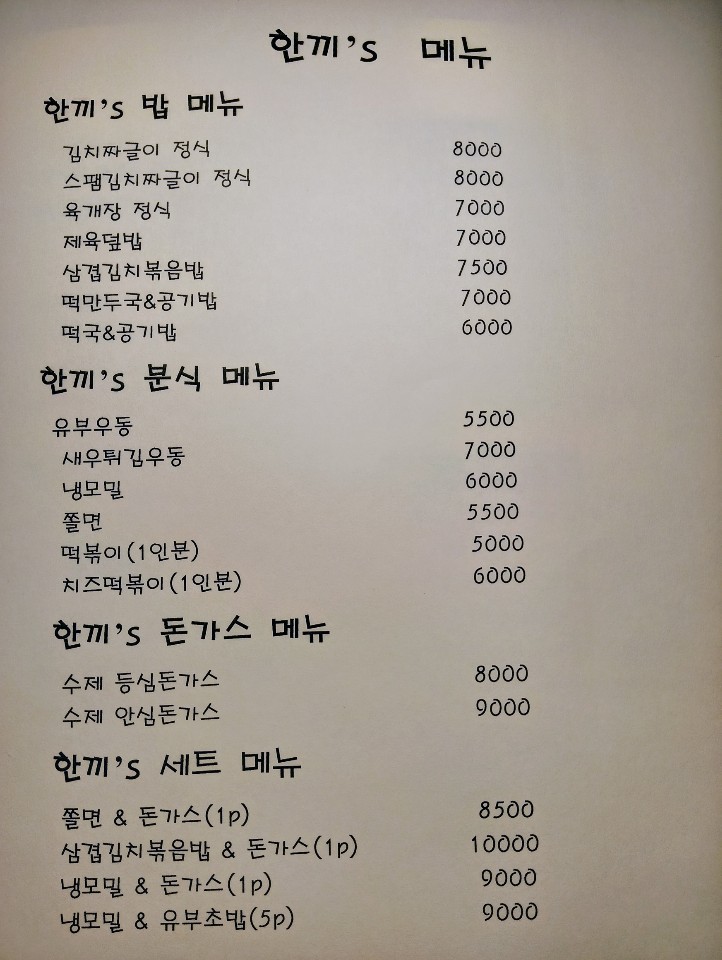 한끼's 메뉴
한끼's 밥 메뉴
김치짜글이 정식 8000
스팸김치짜글이 정식 8000
육개장 정식 7000
제육덮밥 7000
삼겹김치볶음밥 7500
떡만두국&공기밥 7000
떡국&공기밥 6000
한끼's 분식 메뉴
유부우동 5500
새우튀김우동 7000
냉모밀 6000
쫄면 5500
떡볶이(1인분) 5000
치즈떡볶이(1인분) 6000
한끼's 돈가스 메뉴
수제 등심돈가스 8000
수제 안심돈가스 9000
한끼's 세트 메뉴
쫄면 & 돈가스(1p) 8500
삼겹김치볶음밥 & 돈가스(1p) 10000
냉모밀 & 돈가스(1p) 9000
냉모밀 & 유부초밥(5p) 9000